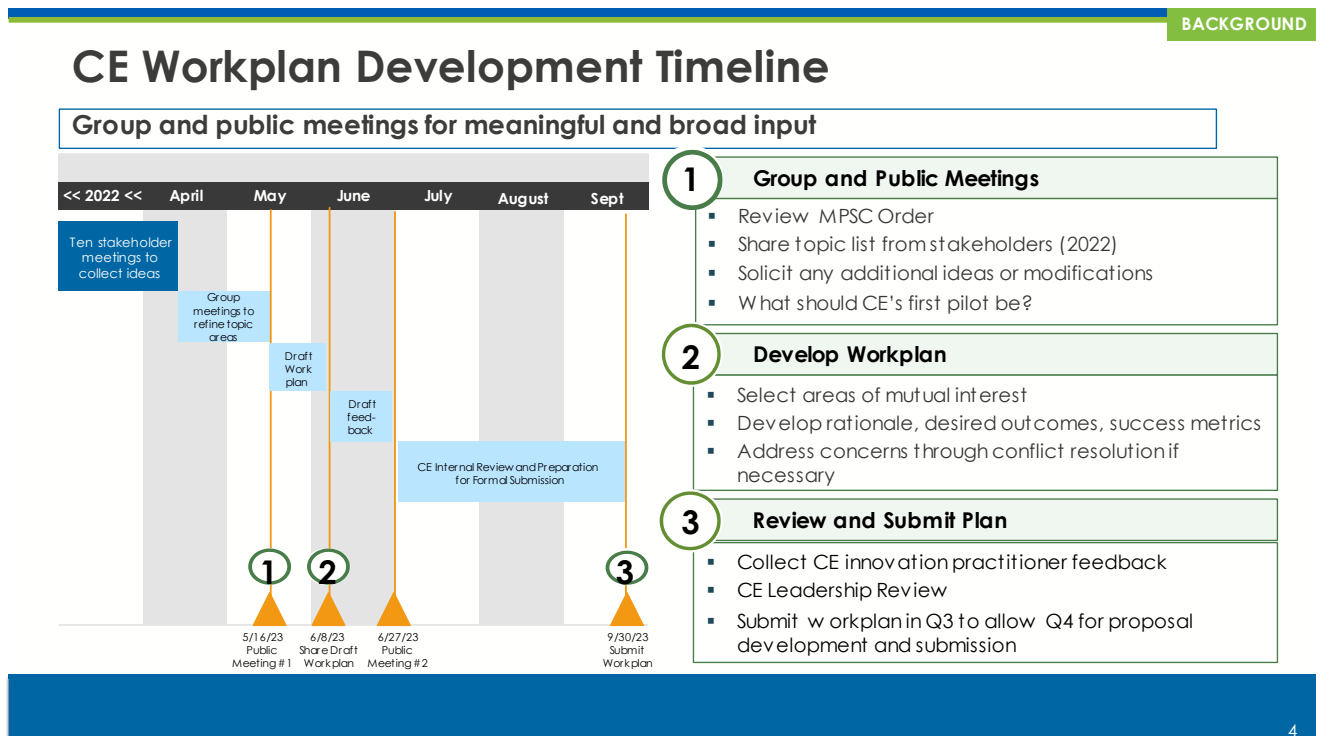 BACKGROUND
CE Workplan Development Timeline
Group and public meetings for meaningful and broad input
<< 2022 << April May June July August Sept
Ten stakeholder
meetings to
collect ideas
Group
meetings to
refine topic
areas
Draft
Work
plan
Draft
feed-
back
CE Internal Review and Preparation
for Formal Submission
1 2 3
5/16/23
Public
Meeting #1
6/8/23
Share Draft
Workplan
6/27/23
Public
Meeting #2
9/30/23
Submit
Workplan
1 Group and Public Meetings
▪ Review MPSC Order
▪ Share topic list from stakeholders (2022)
▪ Solicit any additional ideas or modifications
▪ What should CE's first pilot be?
2 Develop Workplan
▪ Select areas of mutual interest
▪ Develop rationale, desired outcomes, success metrics
▪ Address concerns through conflict resolution if
necessary
3 Review and Submit Plan
▪ Collect CE innovation practitioner feedback
▪ CE Leadership Review
▪ Submit workplan in Q3 to allow Q4 for proposal
development and submission
4